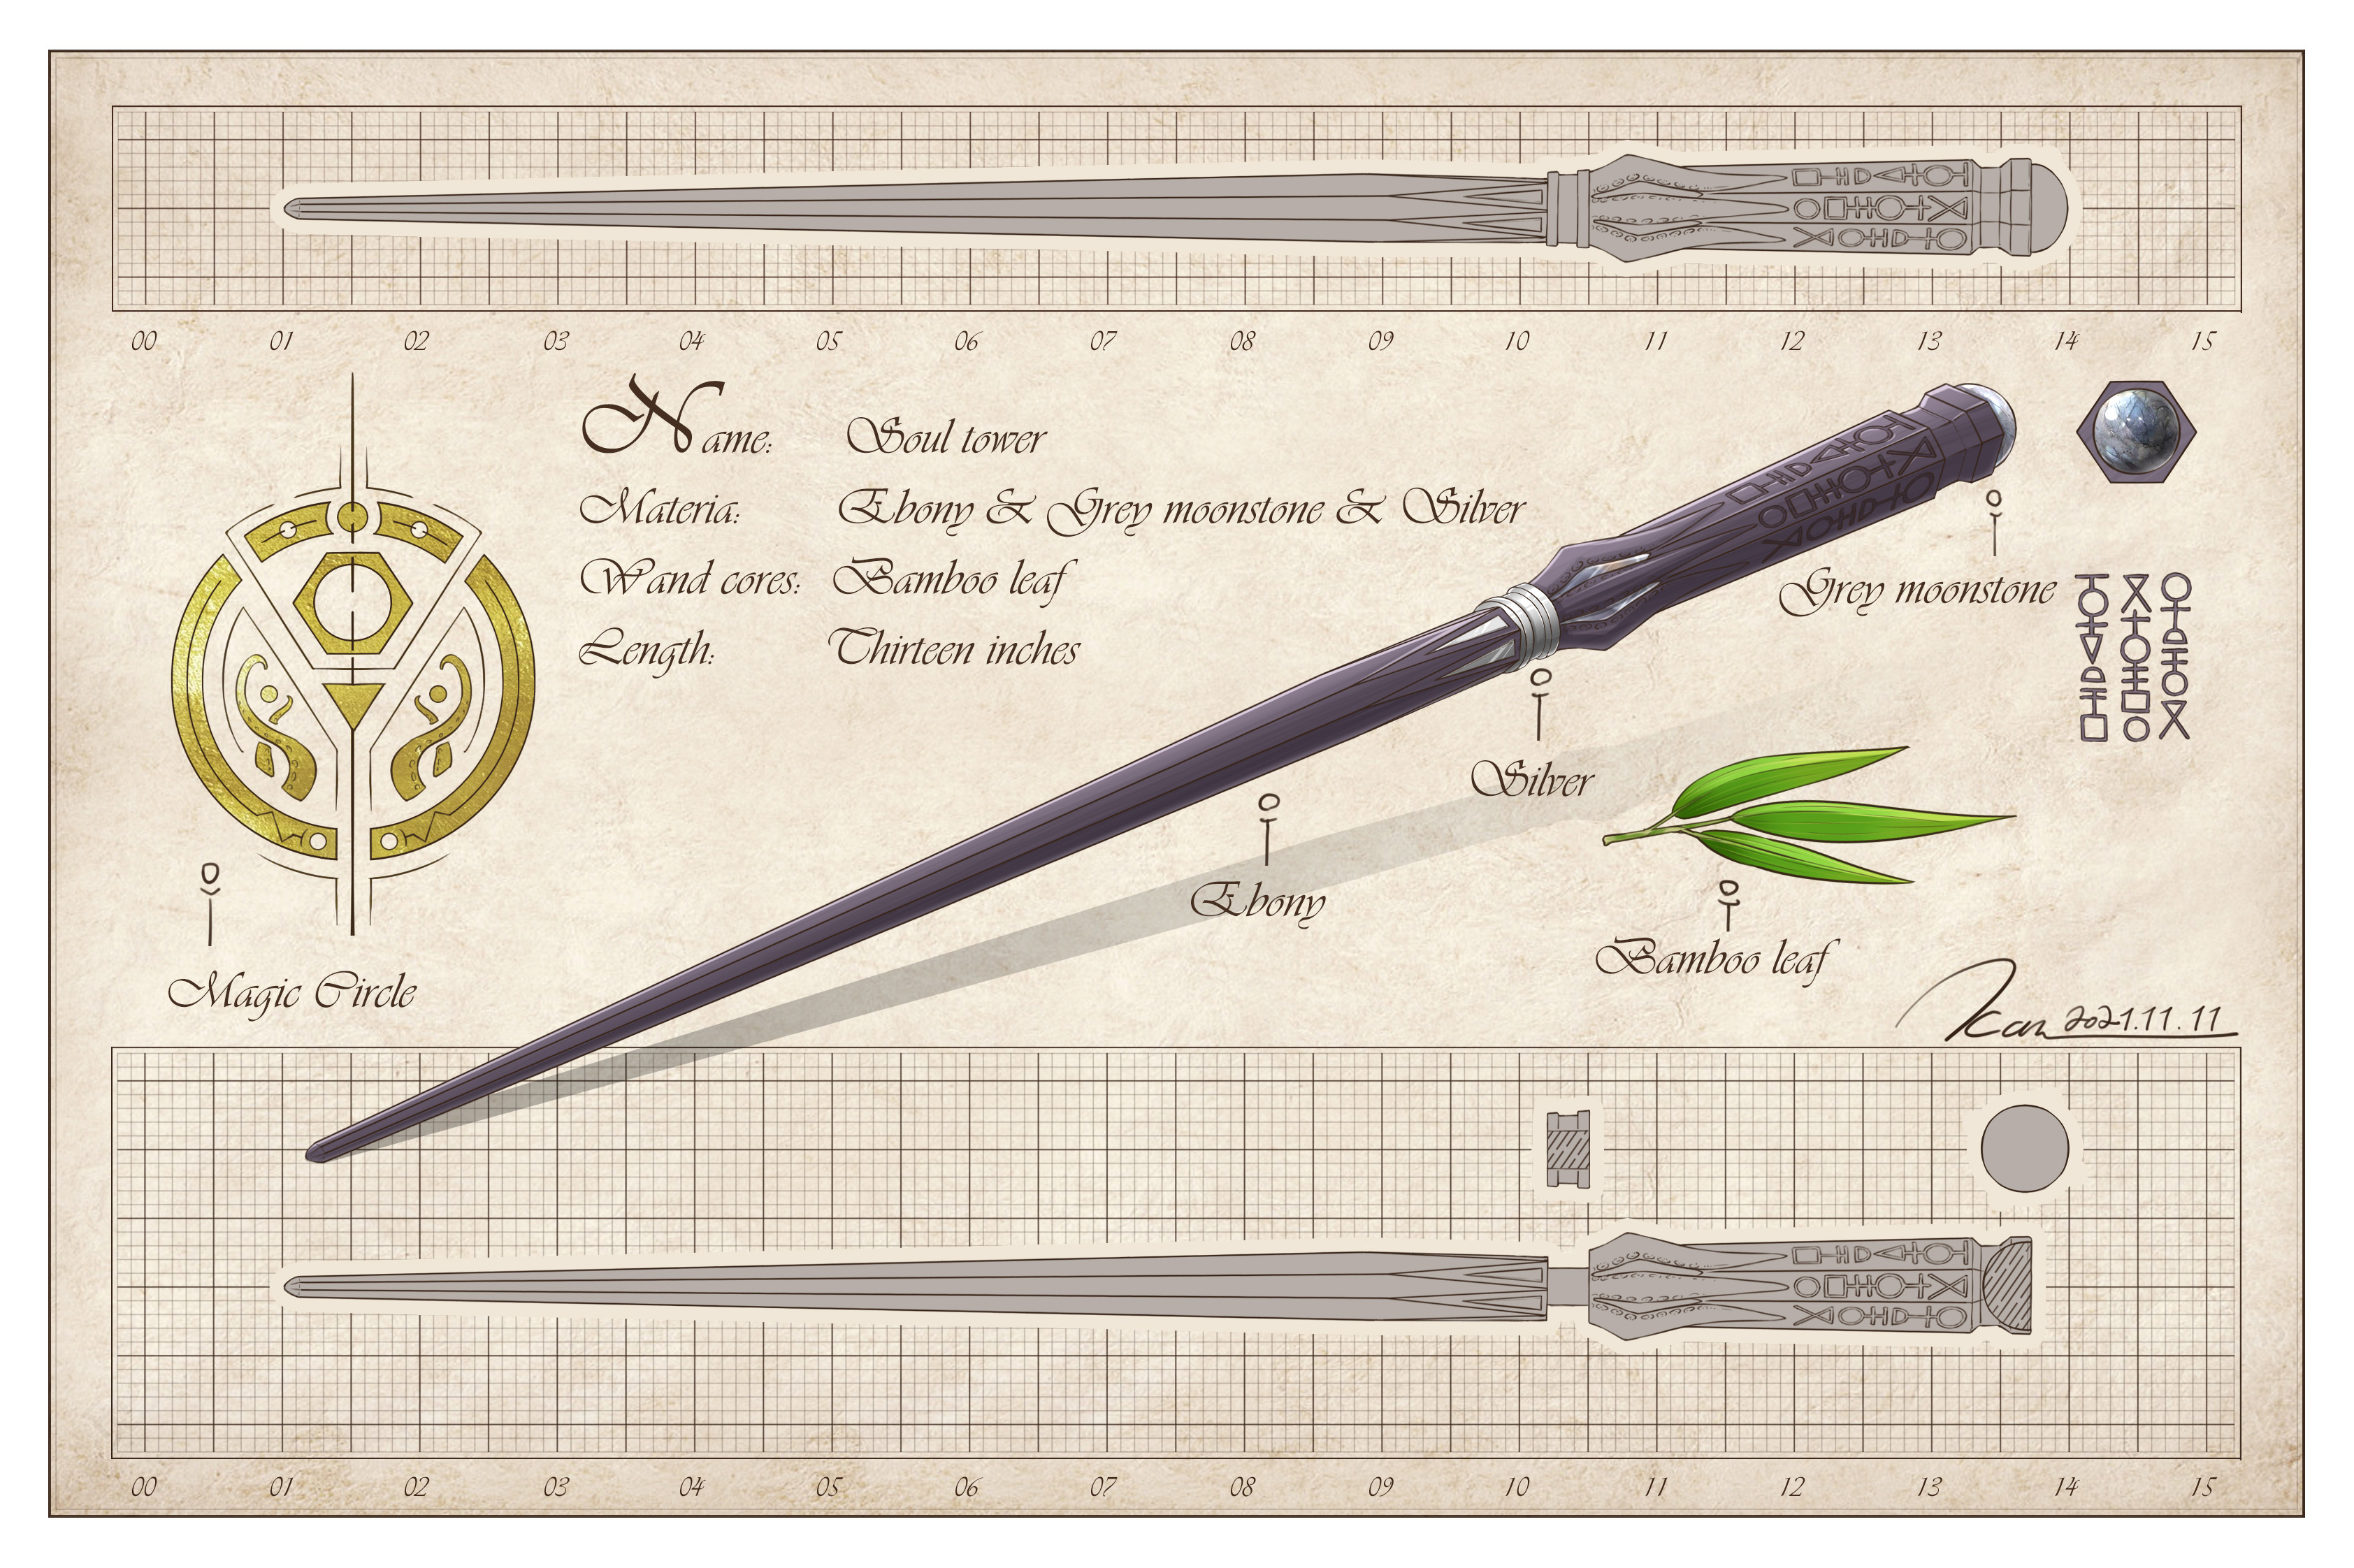 00 01 02 03 04 05 06 07 08 09 10 11 12 13 14 15
Name: Soul tower
Materia: Ebony & Grey moonstone & Silver
Wand cores: Bamboo leaf
Length: Thirteen inches
Grey moonstone
Silver
Ebony
Bamboo leaf
Magic Circle
2021.11.11
00 01 02 03 04 05 06 07 08 09 10 11 12 13 14 15